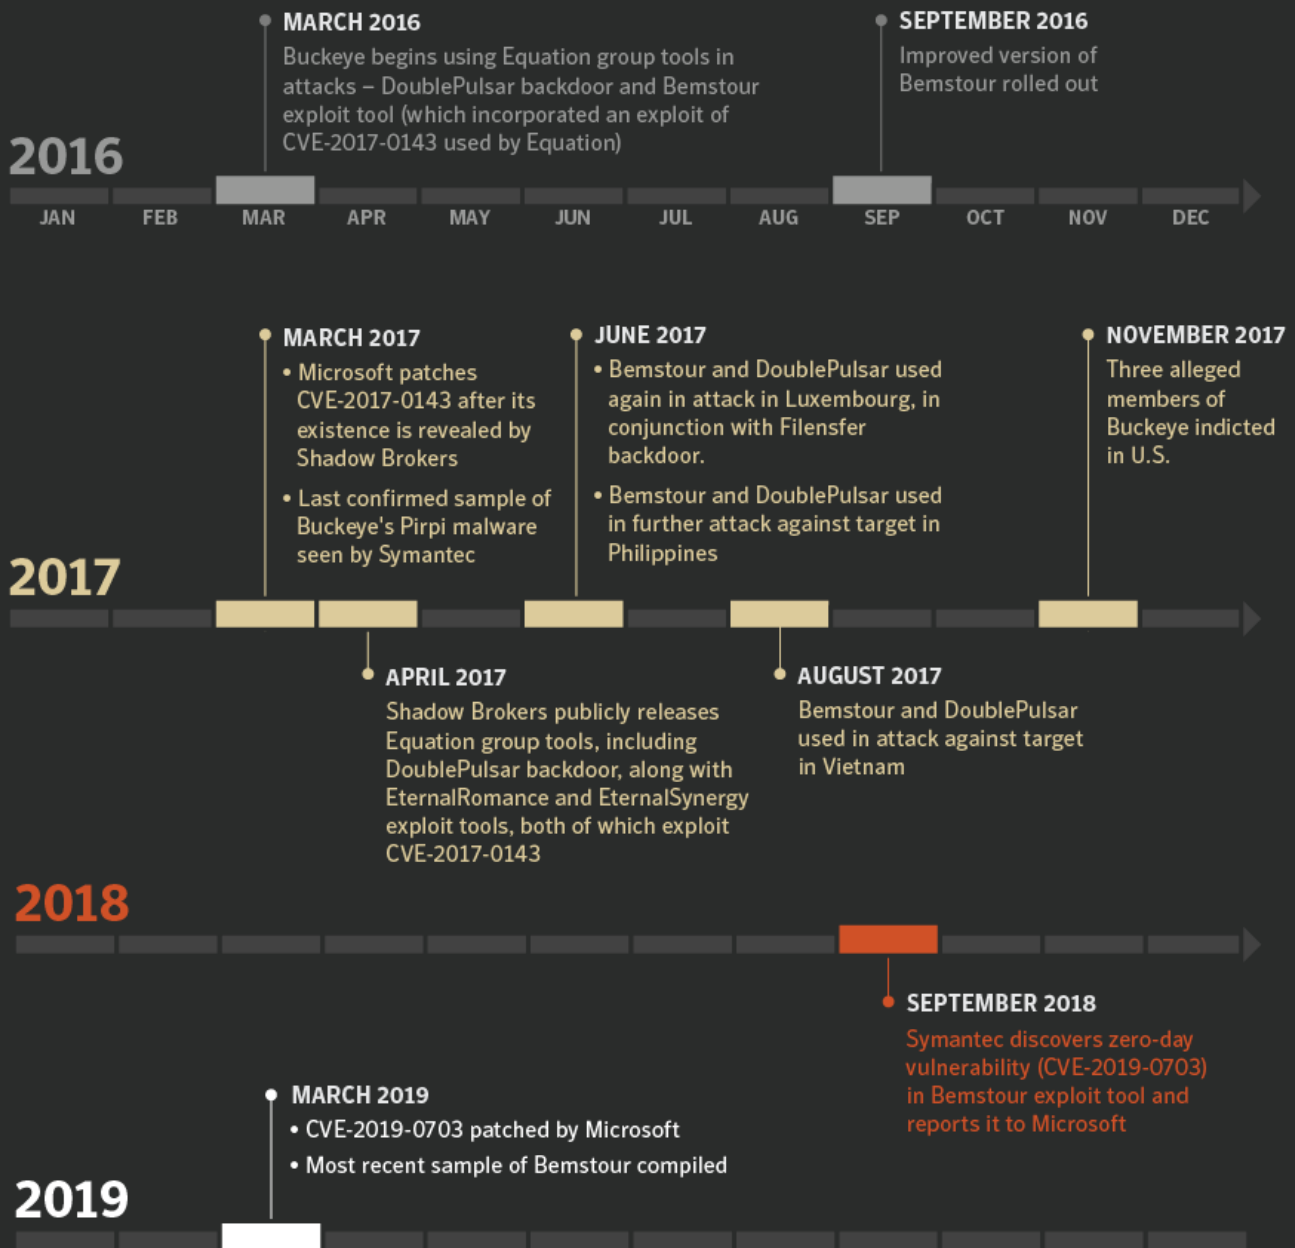 MARCH 2016
Buckeye begins using Equation group tools in
attacks – DoublePulsar backdoor and Bemstour
exploit tool (which incorporated an exploit of
CVE-2017-0143 used by Equation)
SEPTEMBER 2016
Improved version of
Bemstour rolled out
2016
JAN FEB MAR APR MAY JUN JUL AUG SEP OCT NOV DEC
MARCH 2017
• Microsoft patches
CVE-2017-0143 after its
existence is revealed by
Shadow Brokers
• Last confirmed sample of
Buckeye's Pirpi malware
seen by Symantec
JUNE 2017
• Bemstour and DoublePulsar used
again in attack in Luxembourg, in
conjunction with Filensfer
backdoor.
• Bemstour and DoublePulsar used
in further attack against target in
Philippines
NOVEMBER 2017
Three alleged
members of
Buckeye indicted
in U.S.
2017
APRIL 2017
Shadow Brokers publicly releases
Equation group tools, including
DoublePulsar backdoor, along with
EternalRomance and EternalSynergy
exploit tools, both of which exploit
CVE-2017-0143
AUGUST 2017
Bemstour and DoublePulsar
used in attack against target
in Vietnam
2018
SEPTEMBER 2018
Symantec discovers zero-day
vulnerability (CVE-2019-0703)
in Bemstour exploit tool and
reports it to Microsoft
MARCH 2019
• CVE-2019-0703 patched by Microsoft
• Most recent sample of Bemstour compiled
2019